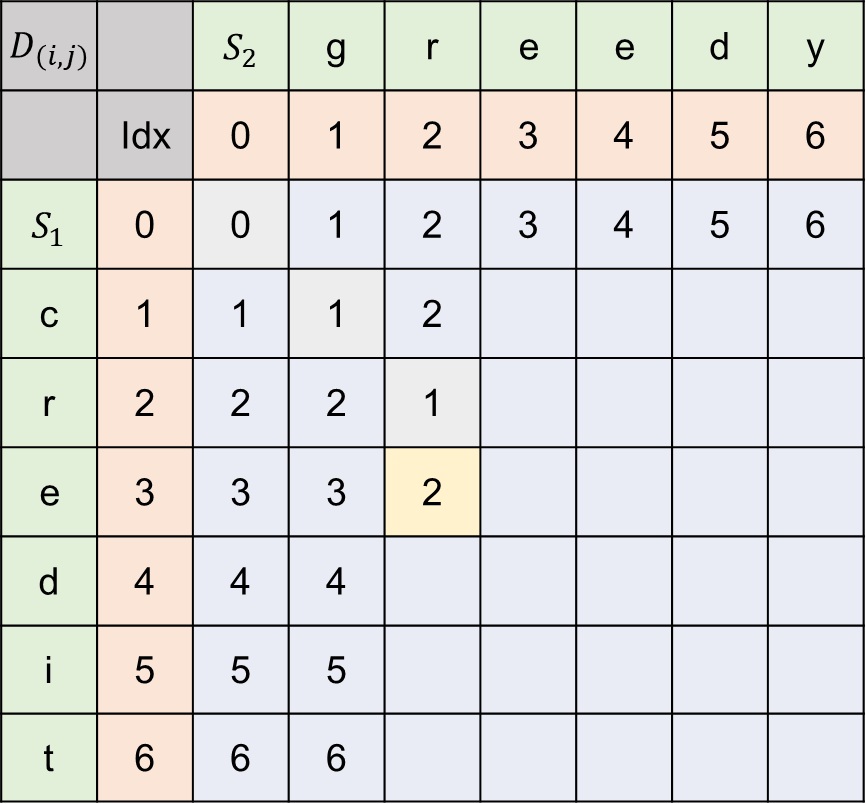 D(i,j) S2 g r e e d y
Idx 0 1 2 3 4 5 6
S1 0 0 1 2 3 4 5 6
c 1 1 1 2
r 2 2 2 1
e 3 3 3 2
d 4 4 4
i 5 5 5
t 6 6 6